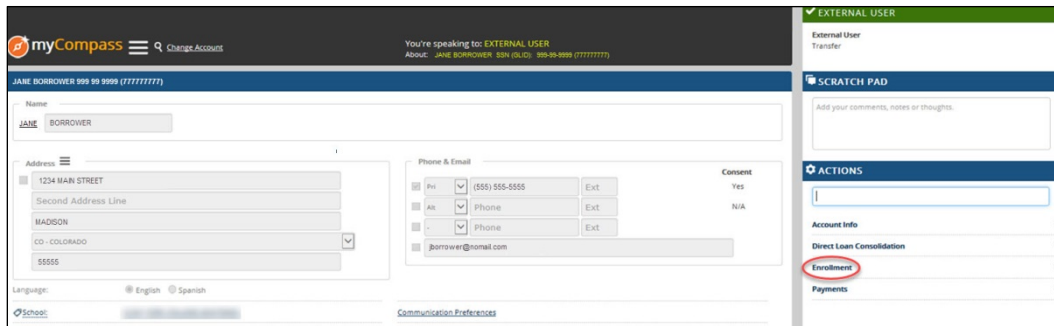 myCompass Change Account
You're speaking to: EXTERNAL USER
About: JANE BORROWER SSN (GLID): 999-99-9999 (777777777)
JANE BORROWER 999 99 9999 (777777777)
Name
JANE BORROWER
Address
1234 MAIN STREET
Second Address Line
MADISON
CO - COLORADO
55555
Language: English Spanish
School:
Phone & Email
Consent
Pri (555) 555-5555 Ext Yes
Alt Phone Ext N/A
- Phone Ext
jborrower@nomail.com
Communication Preferences
EXTERNAL USER
External User
Transfer
SCRATCH PAD
Add your comments, notes or thoughts.
ACTIONS
Account Info
Direct Loan Consolidation
Enrollment
Payments